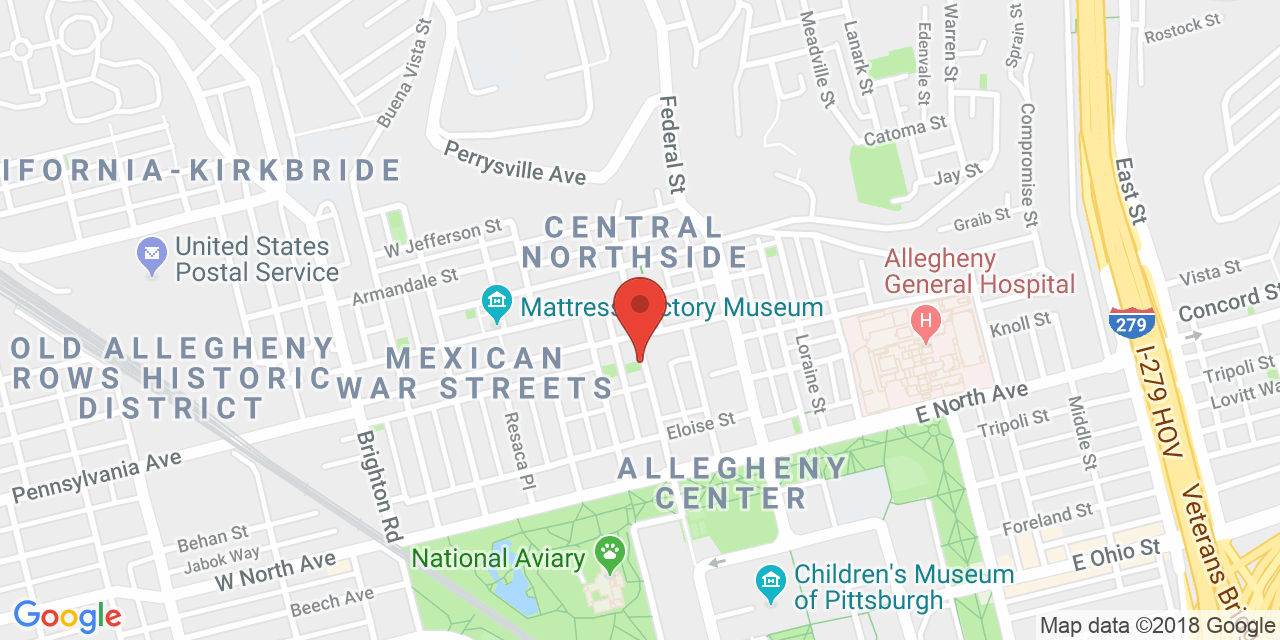 Rostock St
Warren St
Edenvale St
Lanark St
Meadville St
Spain St
Buena Vista St
Federal St
Catoma St
Compromise St
Perrysville Ave
IFORNIA-KIRKBRIDE
Jay St
East St
Graib St
W Jefferson St
CENTRAL
NORTHSIDE
United States
Postal Service
Armandale St
Allegheny
General Hospital
H
Vista St
Concord St
Mattress
ctory Museum
Knoll St
279
I-279 HOV
Loraine St
OLD ALLEGHENY
ROWS HISTORIC
DISTRICT
MEXICAN
WAR STREETS
Tripoli St
Lovitt Way
E North Ave
Middle St
Tripoli St
Resaca Pl
Eloise St
Brighton Rd
Pennsylvania Ave
ALLEGHENY
CENTER
Veterans Bri
Foreland St
Behan St
Jabok Way
W North Ave
National Aviary
E Ohio St
Beech Ave
Children's Museum
of Pittsburgh
Google
Map data ©2018 Google